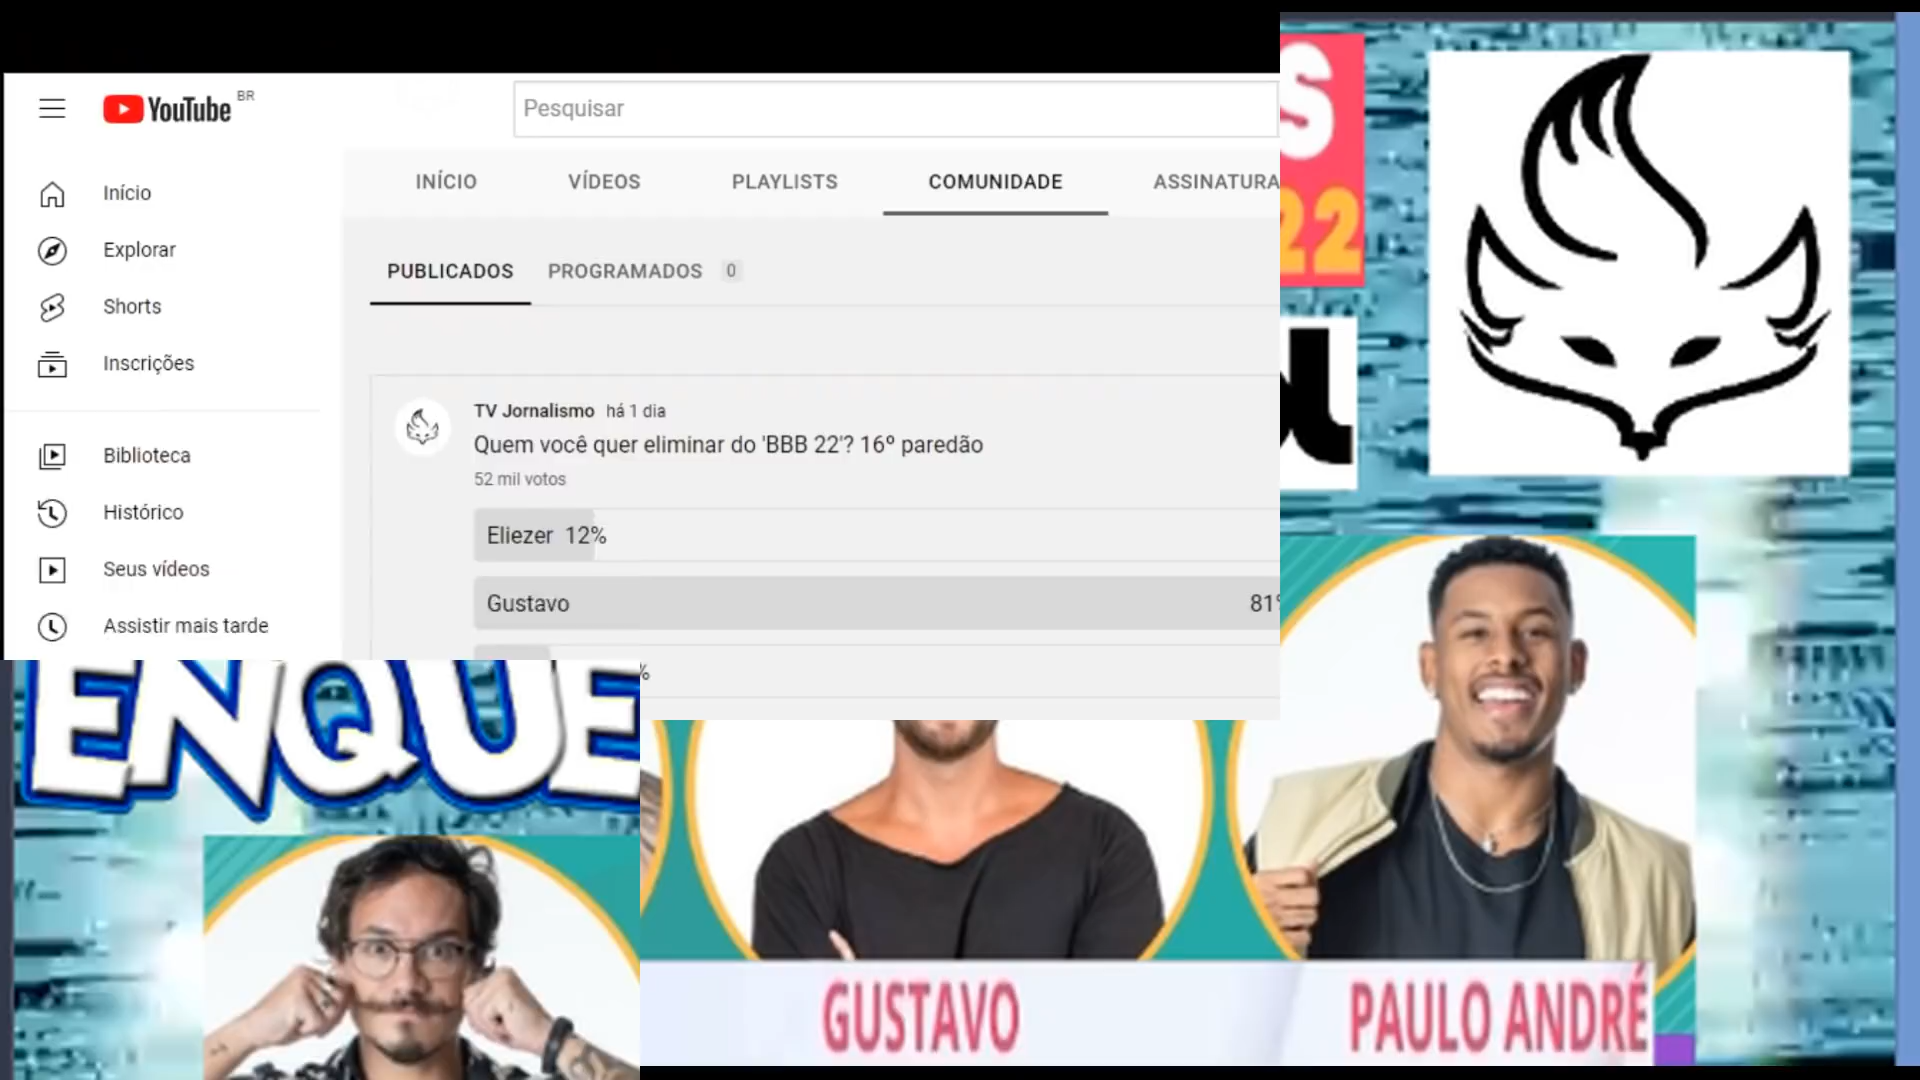 YouTube BR
Pesquisar
Início
Explorar
Shorts
Inscrições
Biblioteca
Histórico
Seus vídeos
Assistir mais tarde
INÍCIO VÍDEOS PLAYLISTS COMUNIDADE ASSINATURA
PUBLICADOS PROGRAMADOS 0
TV Jornalismo há 1 dia
Quem você quer eliminar do 'BBB 22'? 16º paredão
52 mil votos
Eliezer 12%
Gustavo 81%
%
S
22
ENQUE
GUSTAVO
PAULO ANDRÉ